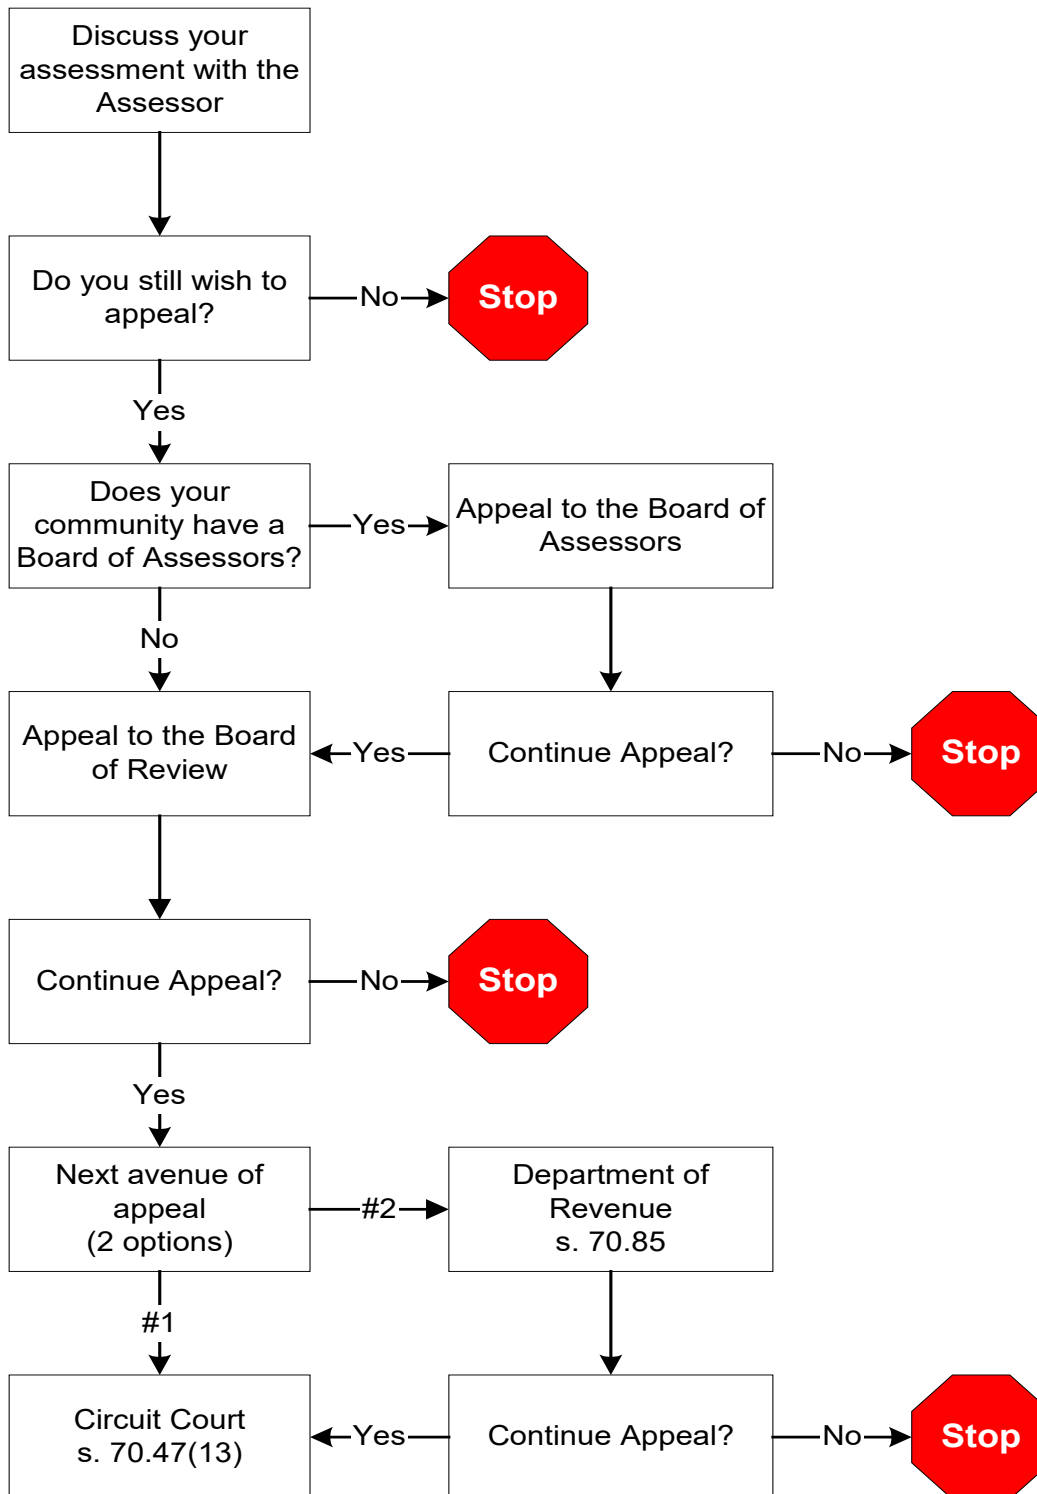 Discuss your
assessment with the
Assessor
Do you still wish to
appeal?
No
Stop
Yes
Does your
community have a
Board of Assessors?
Yes
Appeal to the Board of
Assessors
No
Appeal to the Board
of Review
Yes
Continue Appeal?
No
Stop
Continue Appeal?
No
Stop
Yes
Next avenue of
appeal
(2 options)
#2
Department of
Revenue
s. 70.85
#1
Circuit Court
s. 70.47(13)
Yes
Continue Appeal?
No
Stop